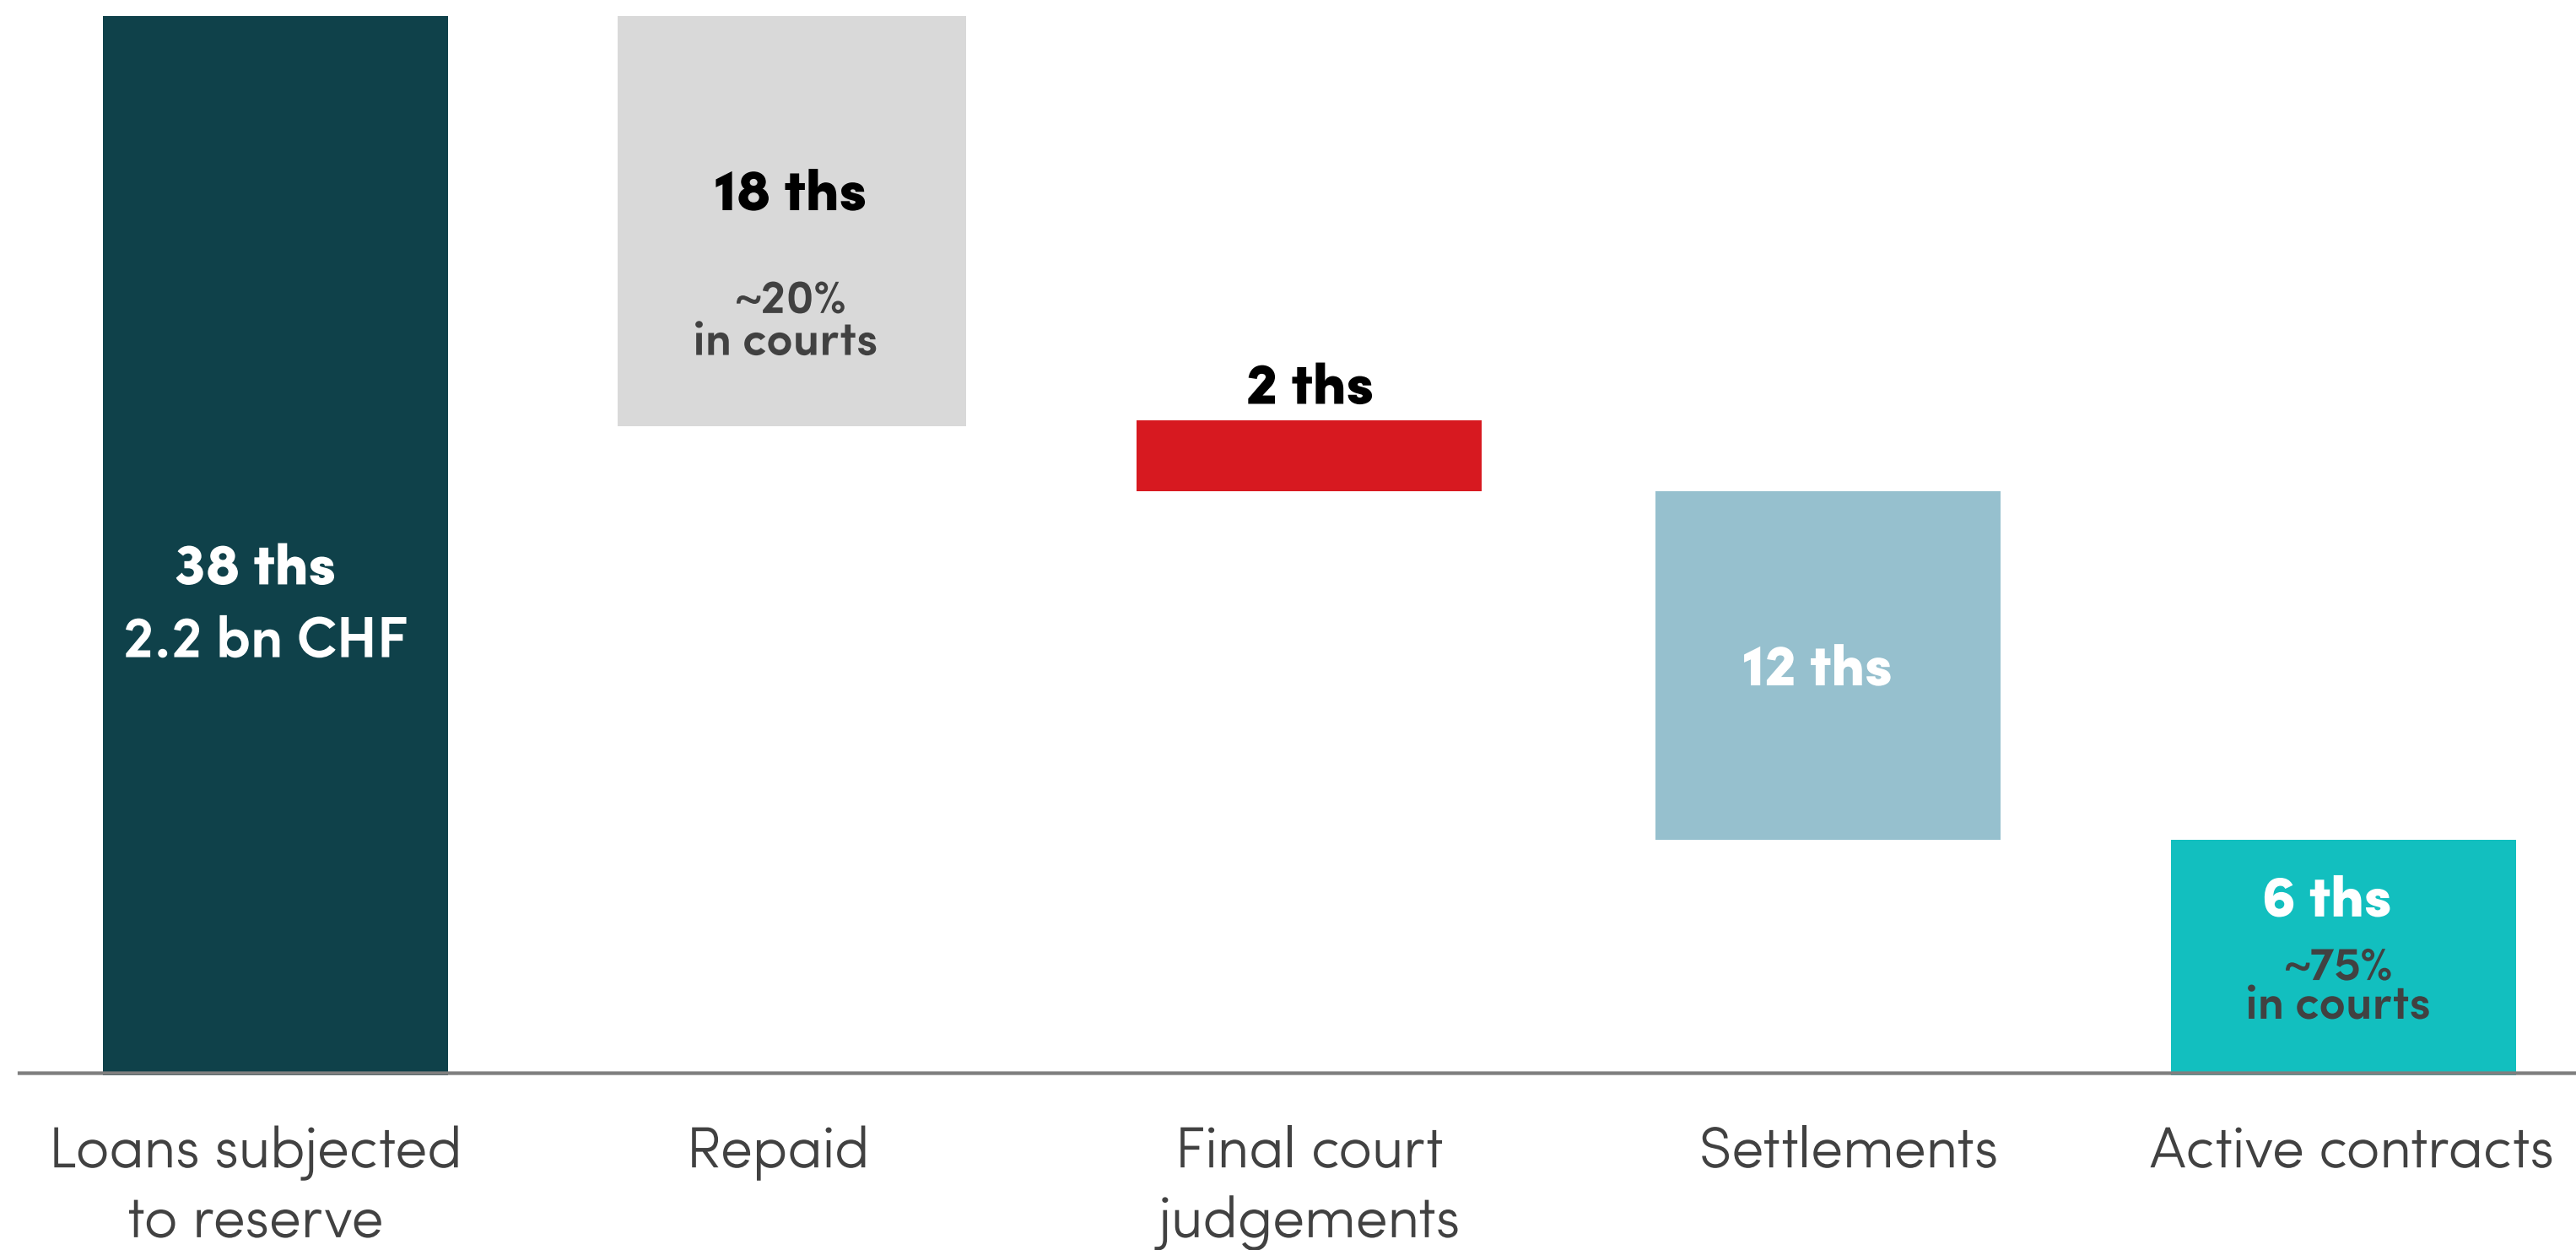 38 ths
2.2 bn CHF
18 ths
~20%
in courts
2 ths
12 ths
6 ths
~75%
in courts
Loans subjected
to reserve
Repaid
Final court
judgements
Settlements
Active contracts